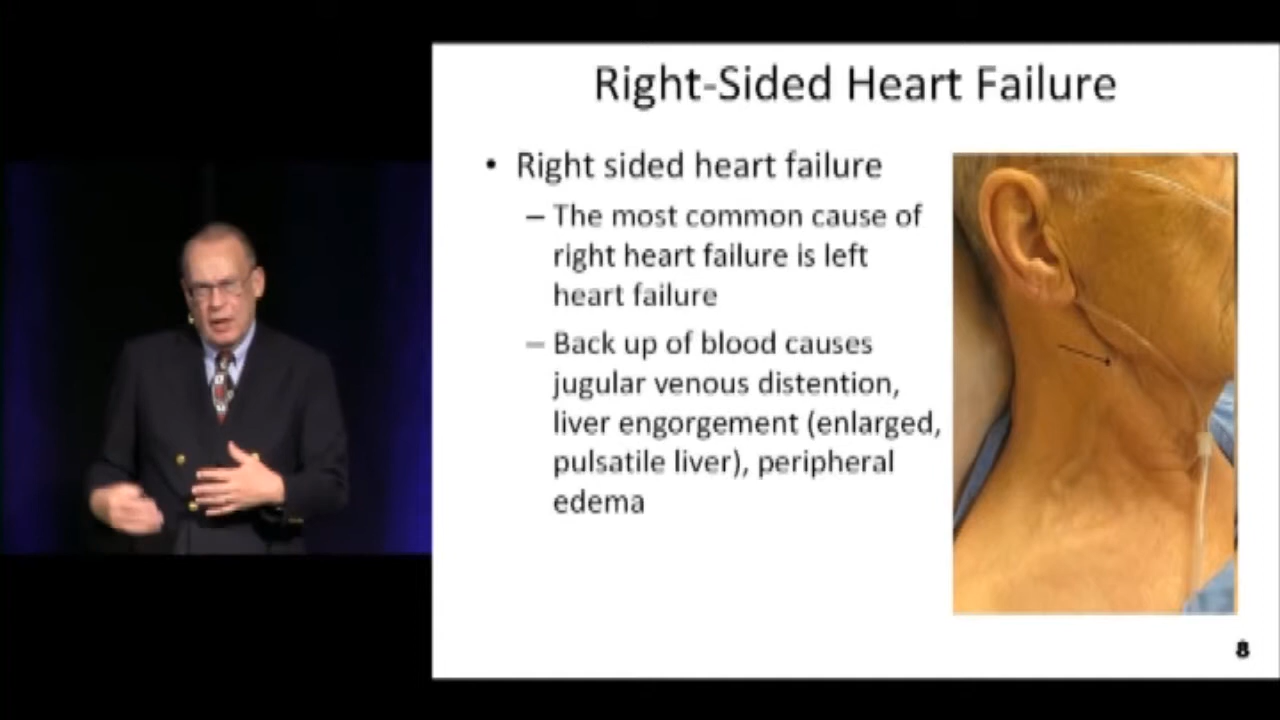 Right-Sided Heart Failure
• Right sided heart failure
– The most common cause of
right heart failure is left
heart failure
– Back up of blood causes
jugular venous distention,
liver engorgement (enlarged,
pulsatile liver), peripheral
edema
8